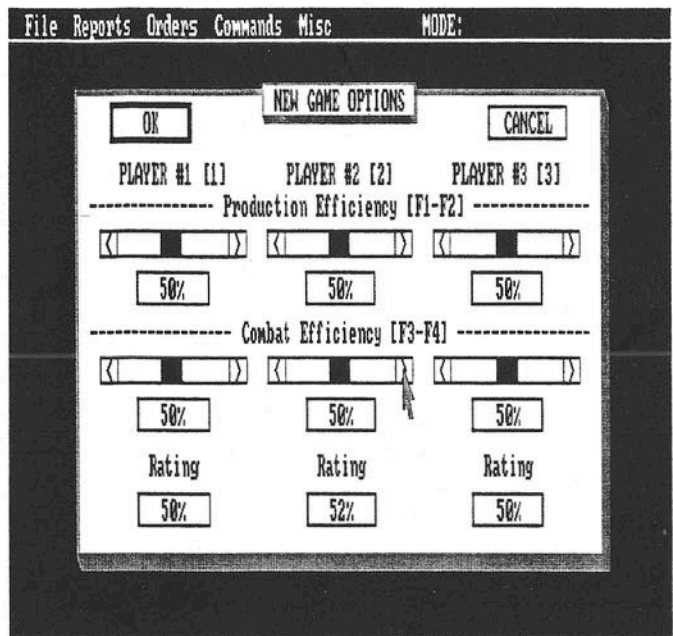 File Reports Orders Commands Misc MODE:
NEW GAME OPTIONS
OK CANCEL
PLAYER #1 [1] PLAYER #2 [2] PLAYER #3 [3]
Production Efficiency [F1-F2]
50% 50% 50%
Combat Efficiency [F3-F4]
50% 50% 50%
Rating Rating Rating
50% 52% 50%